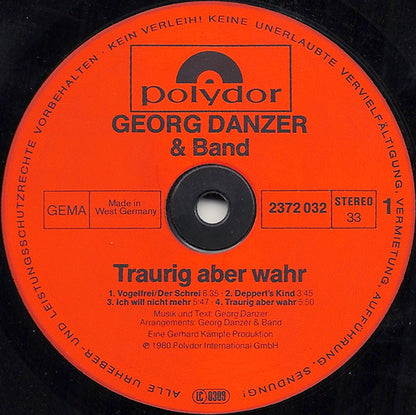 ALLE URHEBER- UND LEISTUNGSSCHUTZRECHTE VORBEHALTEN · KEIN VERLEIH! KEINE UNERLAUBTE VERVIELFÄLTIGUNG, VERMIETUNG, AUFFÜHRUNG, SENDUNG!
polydor
GEORG DANZER
& Band
GEMA
Made in
West Germany
2372 032
STEREO
33
1
Traurig aber wahr
1. Vogelfrei/Der Schrei 6:35 · 2. Deppert's Kind 3:45
3. Ich will nicht mehr 5:47 · 4. Traurig aber wahr 5:50
Musik und Text: Georg Danzer
Arrangements: Georg Danzer & Band
Eine Gerhard Kämpfe Produktion
℗ 1980 Polydor International GmbH
LC 0309